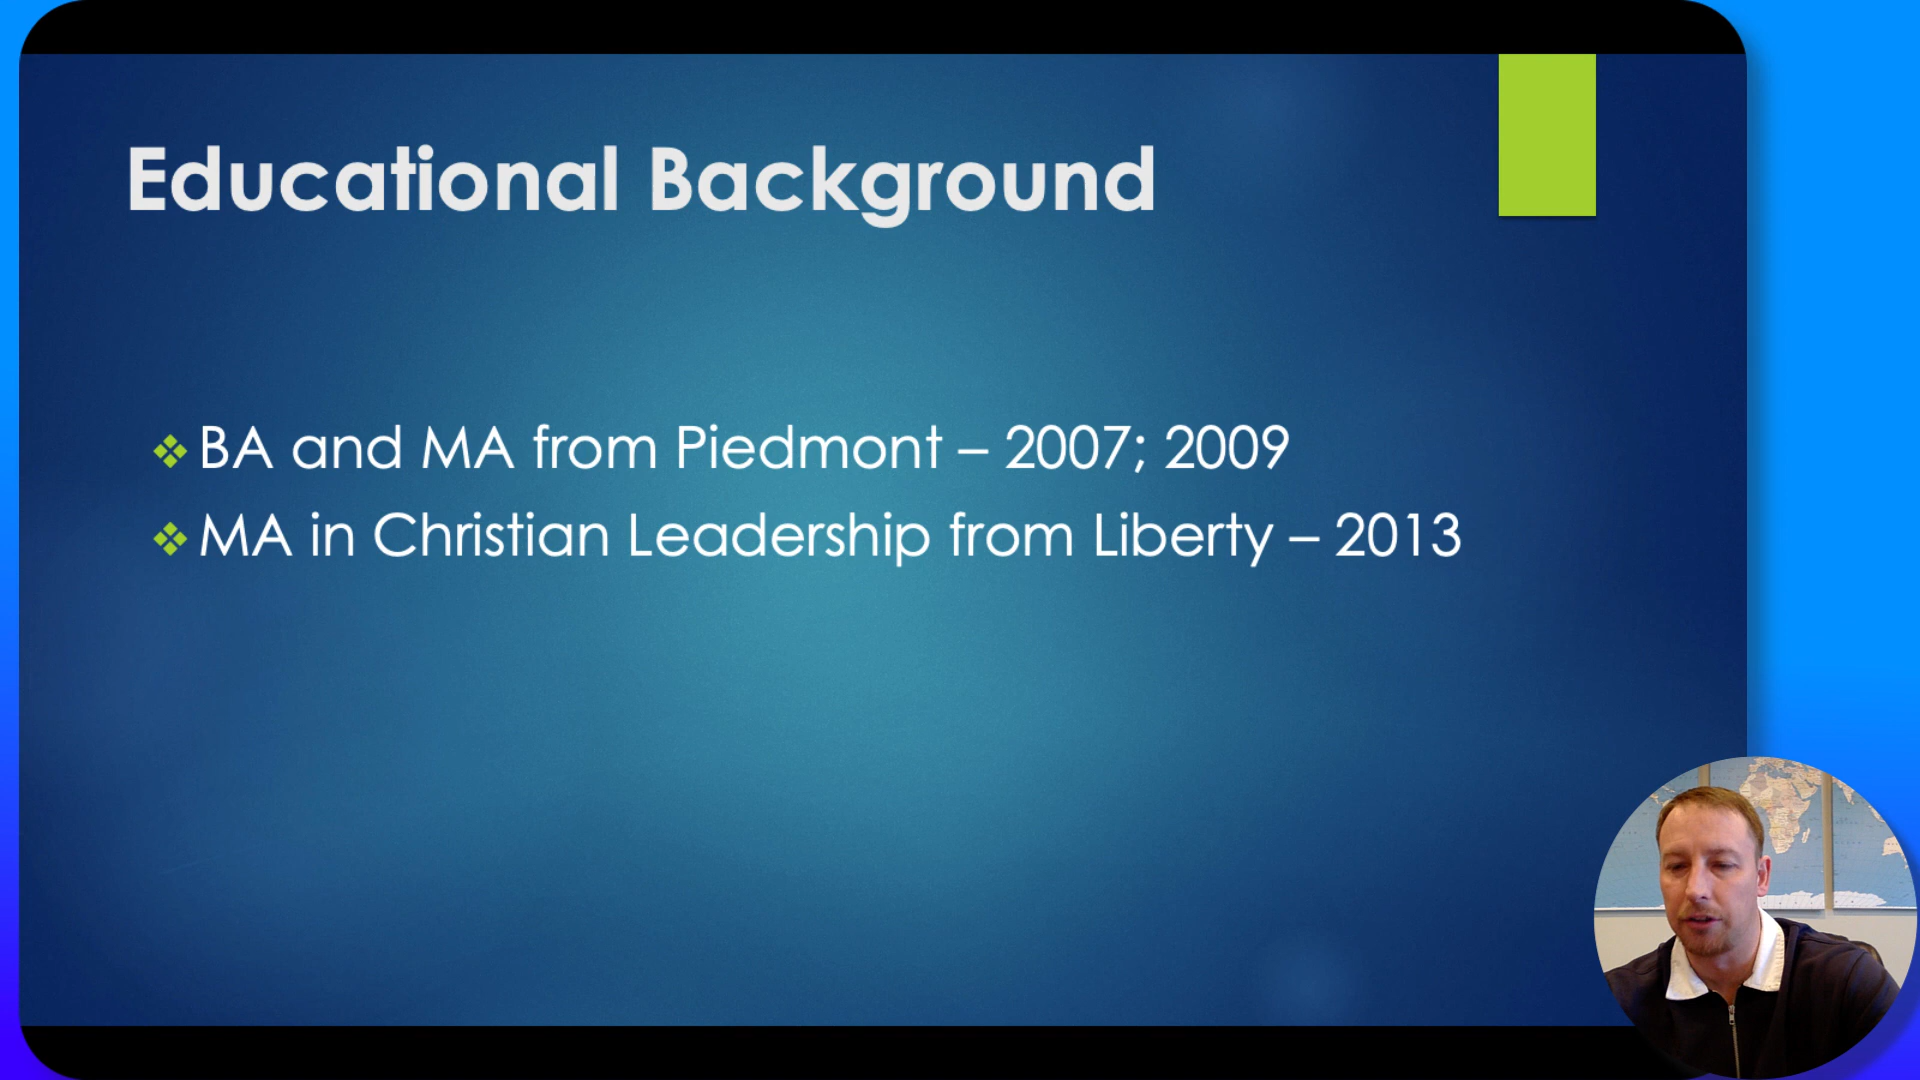 Educational Background
BA and MA from Piedmont – 2007; 2009
MA in Christian Leadership from Liberty – 2013